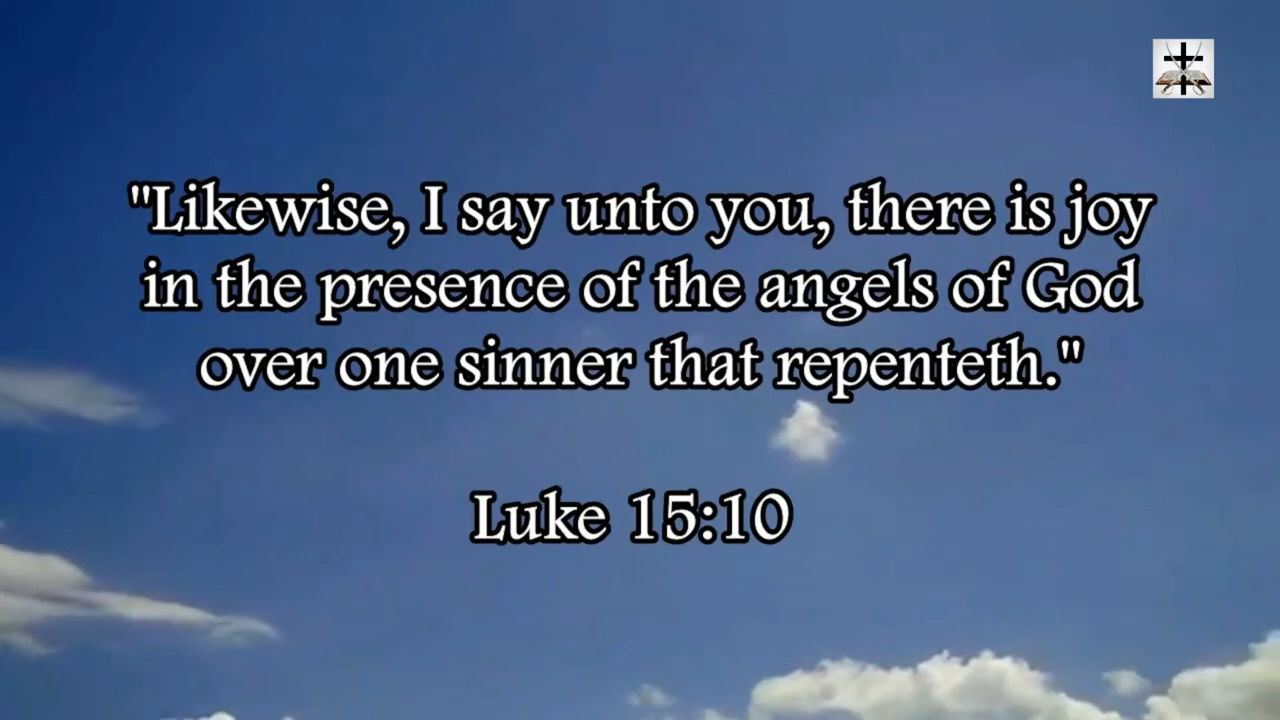 "Likewise, I say unto you, there is joy
in the presence of the angels of God
over one sinner that repenteth."
Luke 15:10